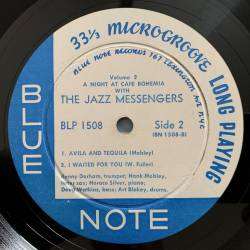 33⅓ MICROGROOVE LONG PLAYING
BLUE NOTE RECORDS 767 LEXINGTON AVE NYC
Volume 2
A NIGHT AT CAFE BOHEMIA
WITH
THE JAZZ MESSENGERS
BLP 1508
Side 2
(BN 1508-B)
1. AVILA AND TEQUILA (Mobley)
2. I WAITED FOR YOU (W. Fuller)
Kenny Dorham, trumpet; Hank Mobley,
tenor sax; Horace Silver, piano;
Doug Watkins, bass; Art Blakey, drums.
BLUE
NOTE